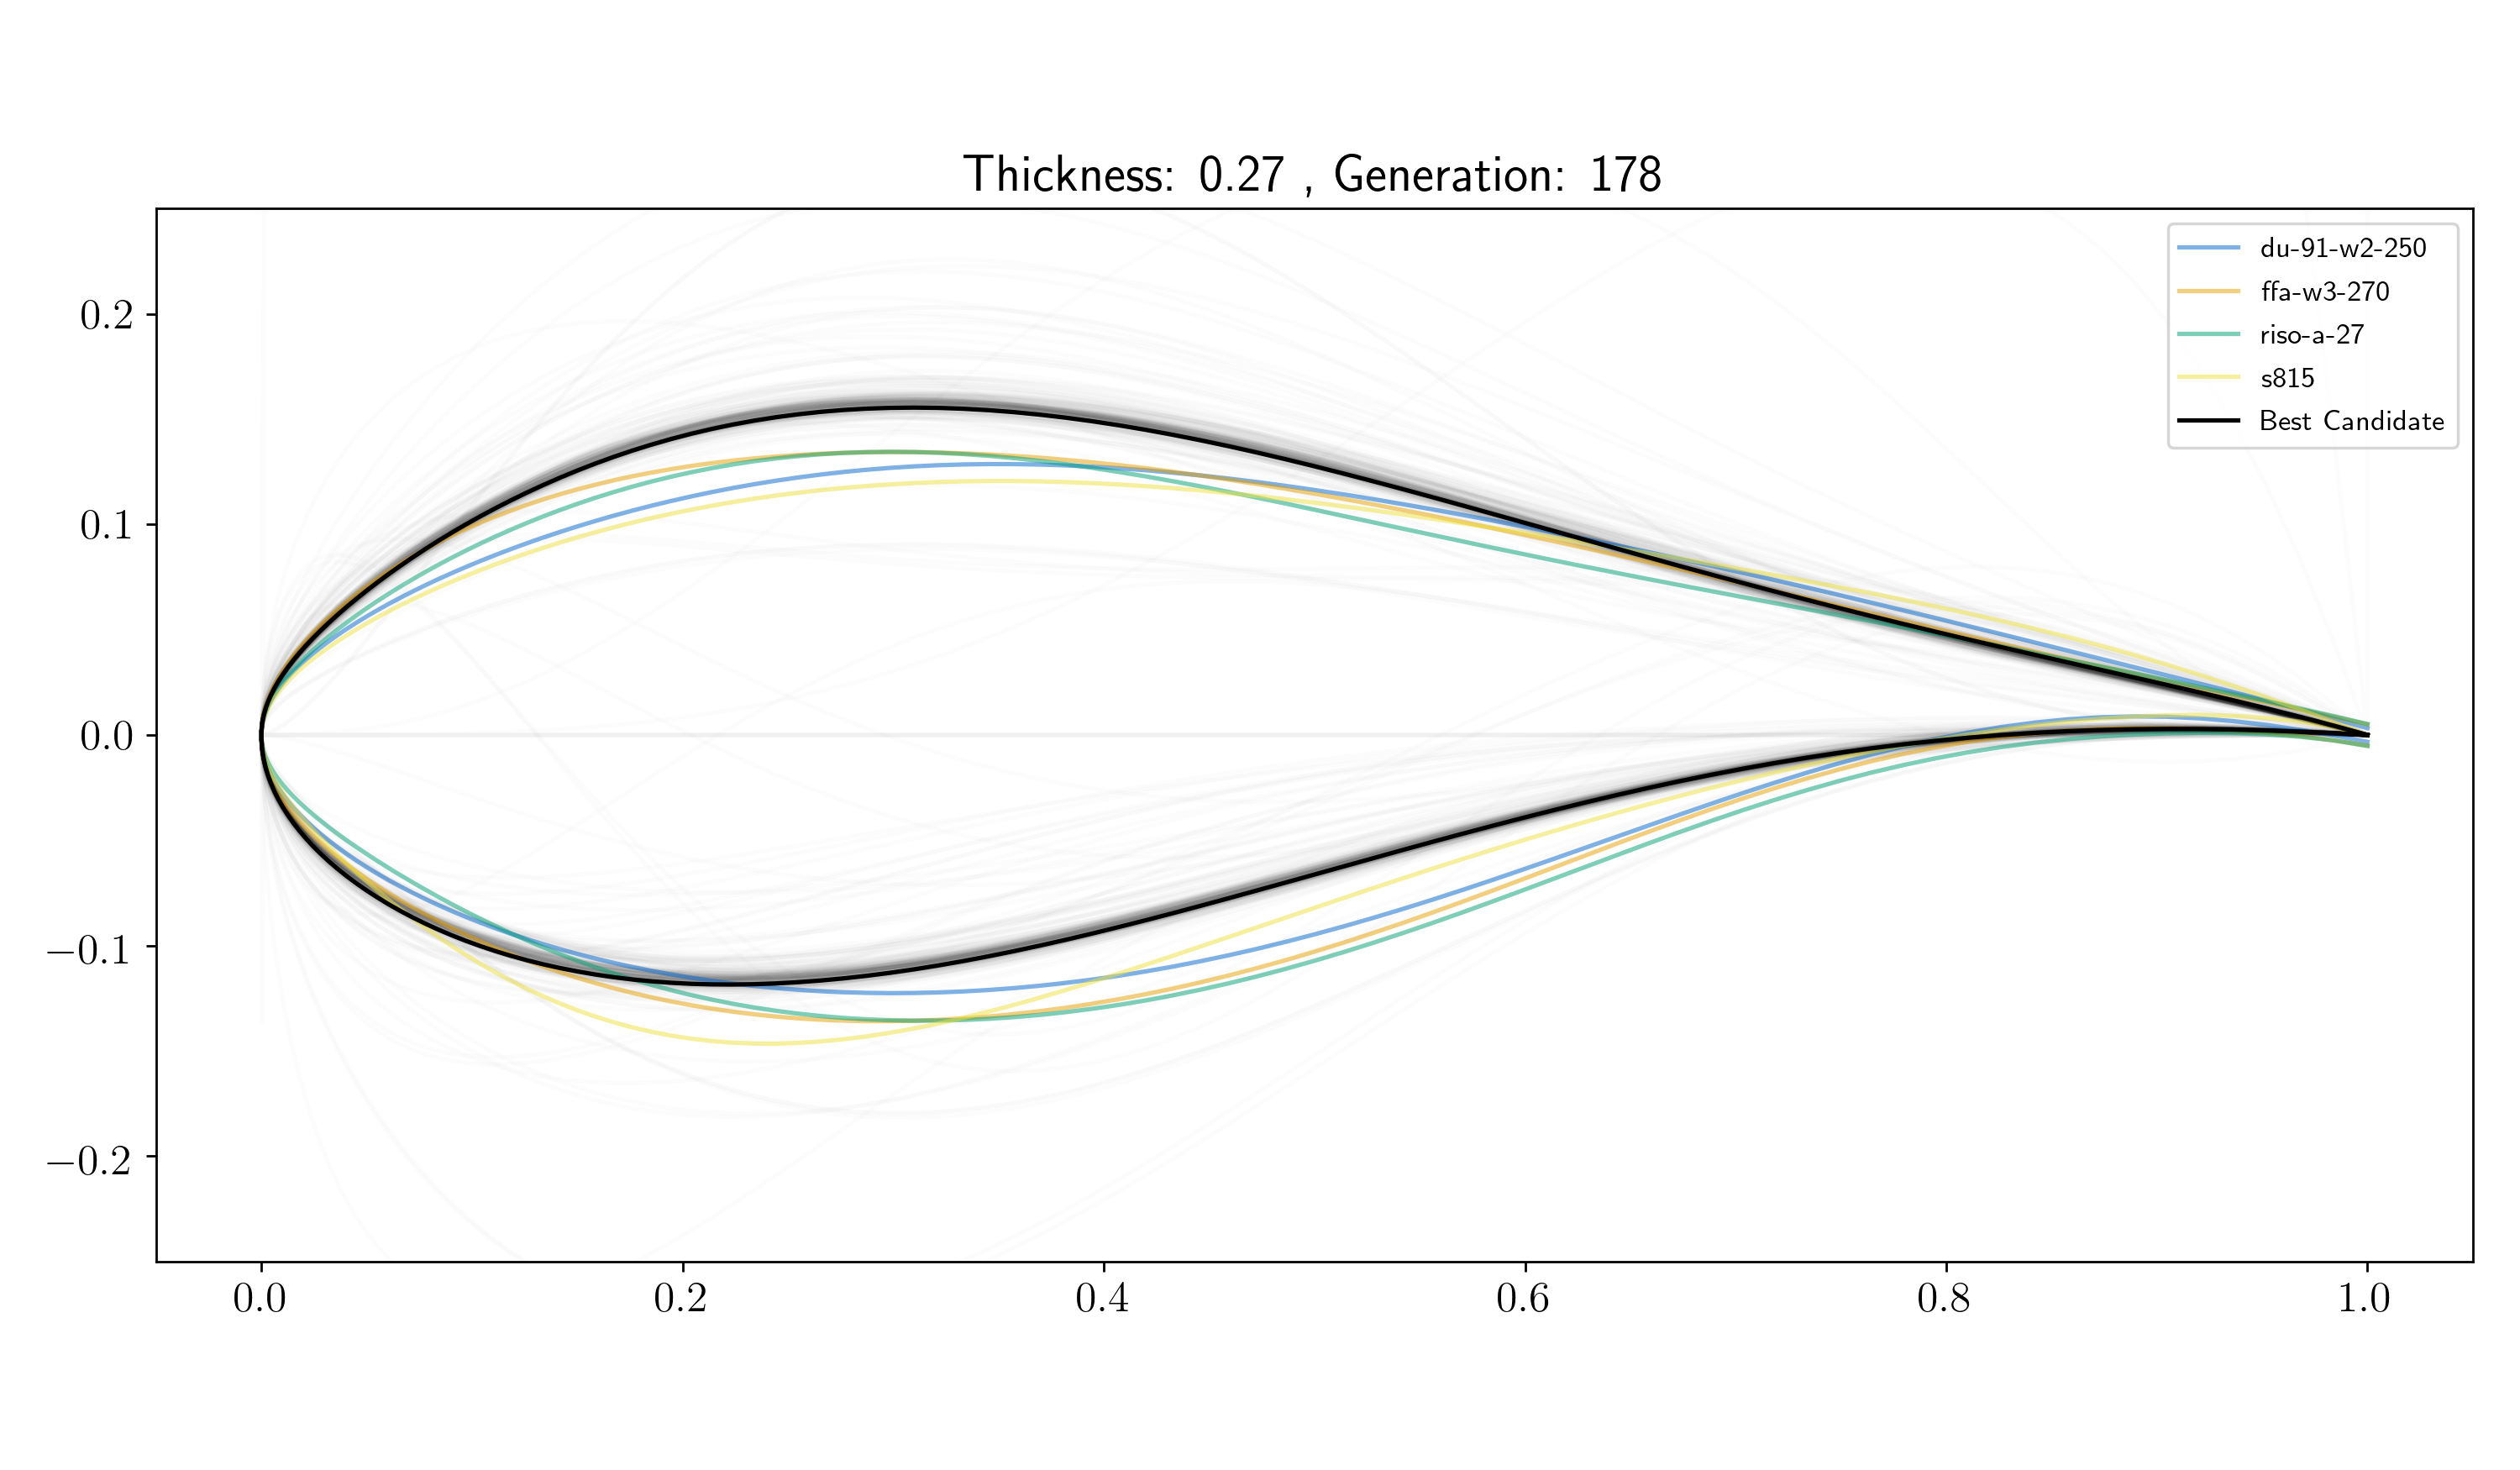 Thickness: 0.27 , Generation: 178
du-91-w2-250
ffa-w3-270
riso-a-27
s815
Best Candidate
0.2
0.1
0.0
−0.1
−0.2
0.0 0.2 0.4 0.6 0.8 1.0